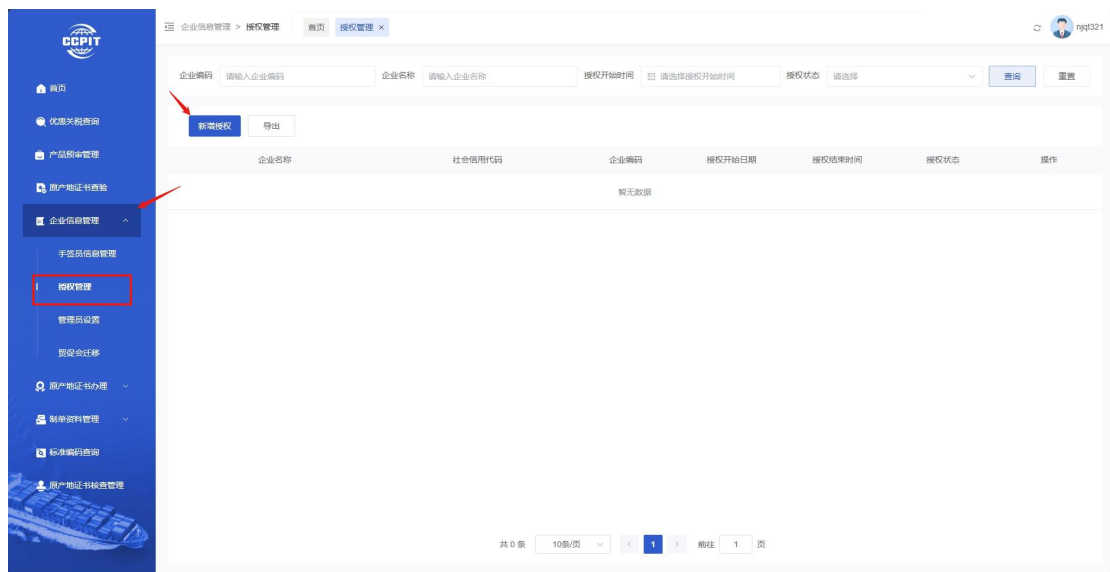 CCPIT
企业信息管理 > 授权管理 首页 授权管理 × njqt321
企业编码 请输入企业编码 企业名称 请输入企业名称 授权开始时间 请选择授权开始时间 授权状态 请选择 查询 重置
新增授权 导出
企业名称 社会信用代码 企业编码 授权开始日期 授权结束时间 授权状态 操作
暂无数据
首页
优惠关税查询
产品预审管理
原产地证书查验
企业信息管理
手签员信息管理
授权管理
管理员设置
贸促会迁移
原产地证书办理
制单资料管理
标准编码查询
原产地证书核查管理
共 0 条 10条/页 < 1 > 前往 1 页